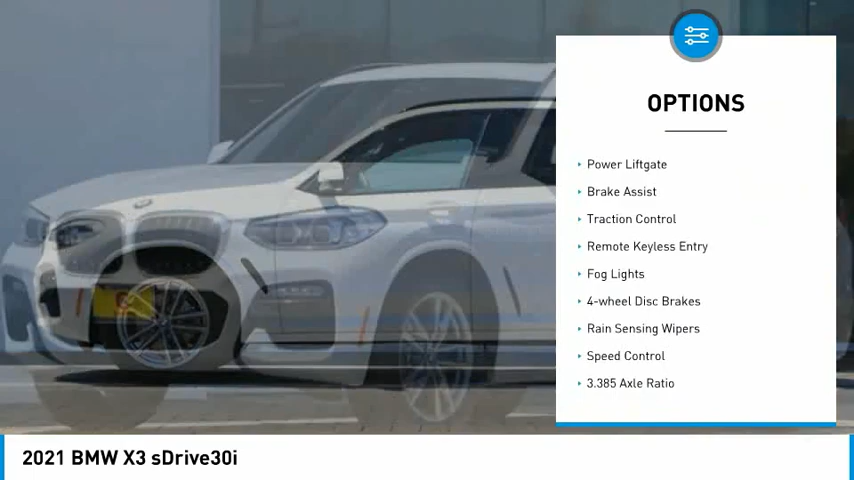 OPTIONS
Power Liftgate
Brake Assist
Traction Control
Remote Keyless Entry
Fog Lights
4-wheel Disc Brakes
Rain Sensing Wipers
Speed Control
3.385 Axle Ratio
2021 BMW X3 sDrive30i